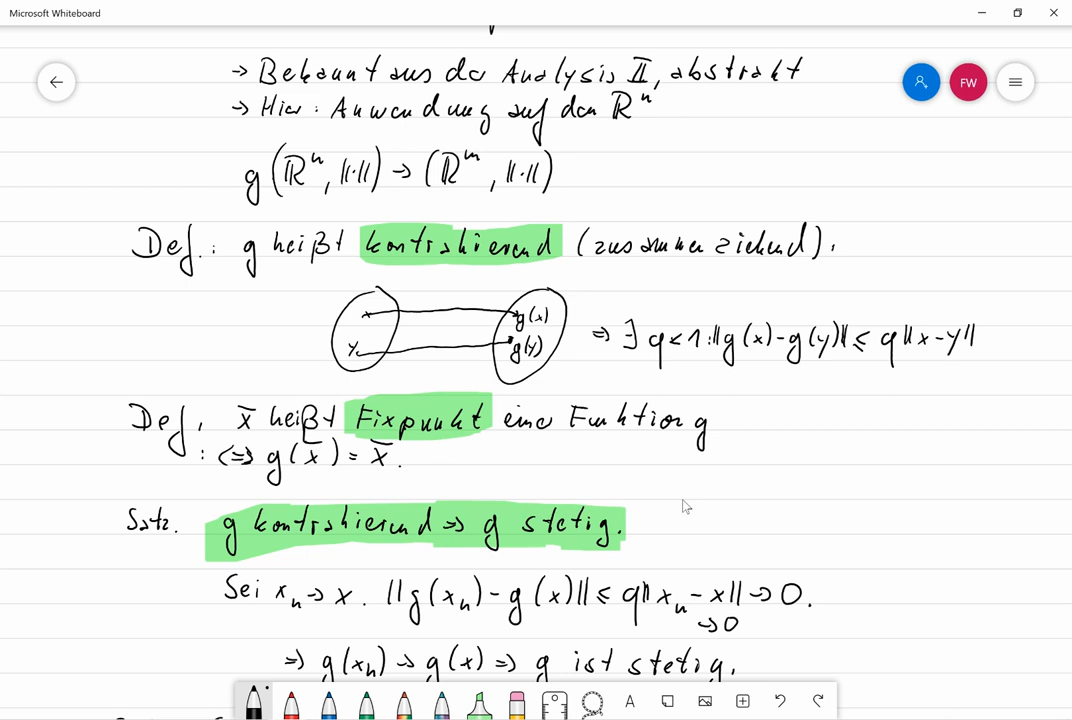 Microsoft Whiteboard
→ Bekannt aus der Analysis II, abstrakt
→ Hier: Anwendung auf den ℝⁿ
FW
g (ℝⁿ, ||·||) → (ℝᵐ, ||·||)
Def.: g heißt kontrahierend (zusammenziehend).
x g(x)
y g(y)
⇒ ∃ q < 1: ||g(x) - g(y)|| ≤ q ||x - y||
Def. x̄ heißt Fixpunkt einer Funktion g
:⇔ g(x̄) = x̄.
Satz. g kontrahierend ⇒ g stetig.
Sei xₙ → x. ||g(xₙ) - g(x)|| ≤ q || xₙ - x || → 0.
→ 0
⇒ g(xₙ) → g(x) ⇒ g ist stetig.
A